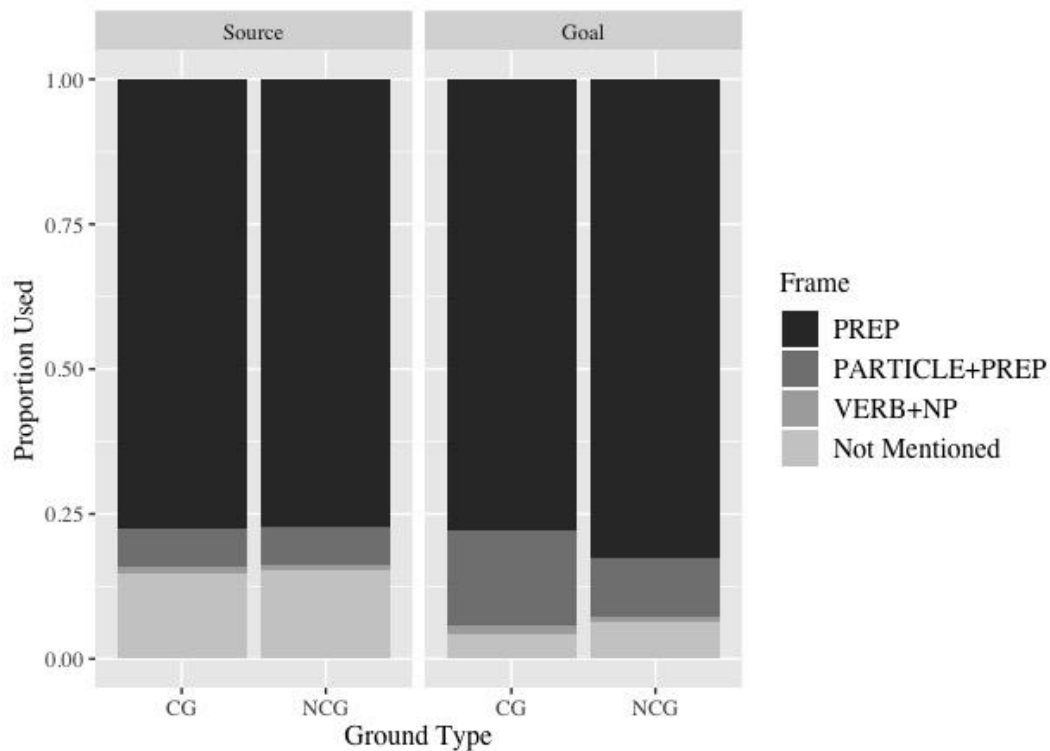 Source Goal
1.00
0.75
0.50
0.25
0.00
Proportion Used
CG NCG CG NCG
Ground Type
Frame
PREP
PARTICLE+PREP
VERB+NP
Not Mentioned